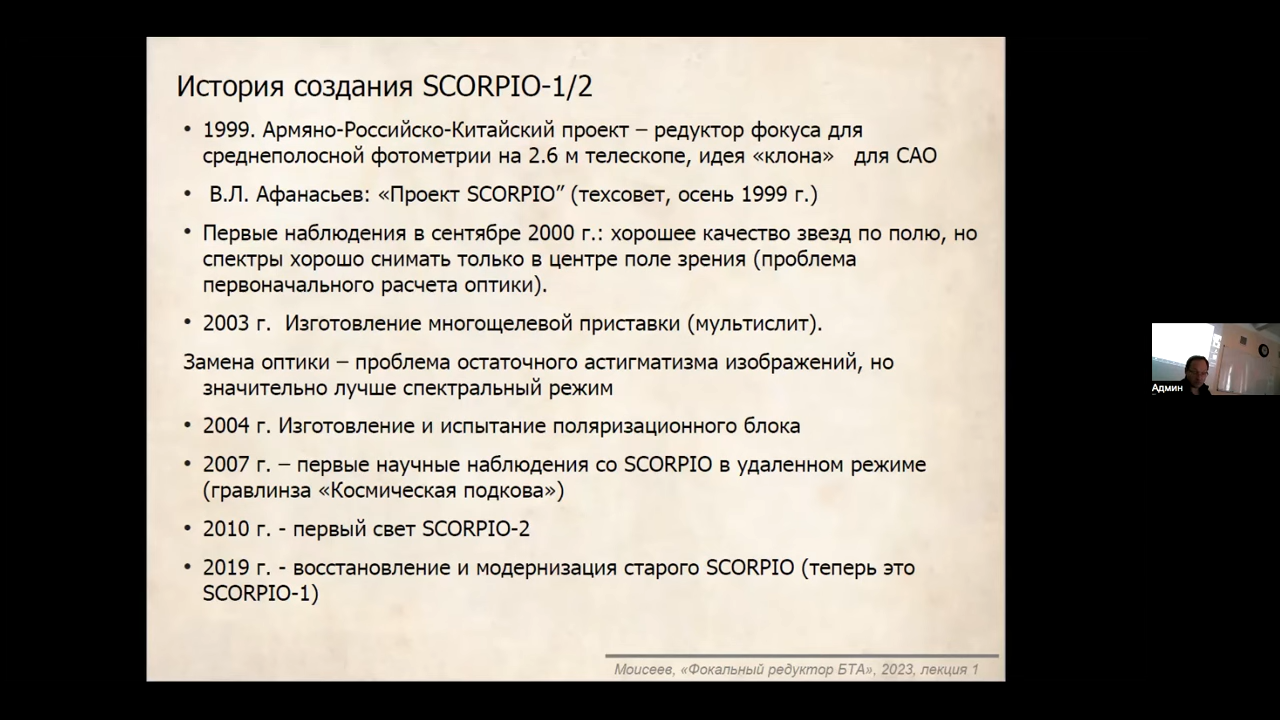 История создания SCORPIO-1/2
• 1999. Армяно-Российско-Китайский проект – редуктор фокуса для
среднеполосной фотометрии на 2.6 м телескопе, идея «клона» для САО
• В.Л. Афанасьев: «Проект SCORPIO” (техсовет, осень 1999 г.)
• Первые наблюдения в сентябре 2000 г.: хорошее качество звезд по полю, но
спектры хорошо снимать только в центре поле зрения (проблема
первоначального расчета оптики).
• 2003 г. Изготовление многощелевой приставки (мультислит).
Замена оптики – проблема остаточного астигматизма изображений, но
значительно лучше спектральный режим
• 2004 г. Изготовление и испытание поляризационного блока
• 2007 г. – первые научные наблюдения со SCORPIO в удаленном режиме
(гравлинза «Космическая подкова»)
• 2010 г. - первый свет SCORPIO-2
• 2019 г. - восстановление и модернизация старого SCORPIO (теперь это
SCORPIO-1)
Моисеев, «Фокальный редуктор БТА», 2023, лекция 1
Админ